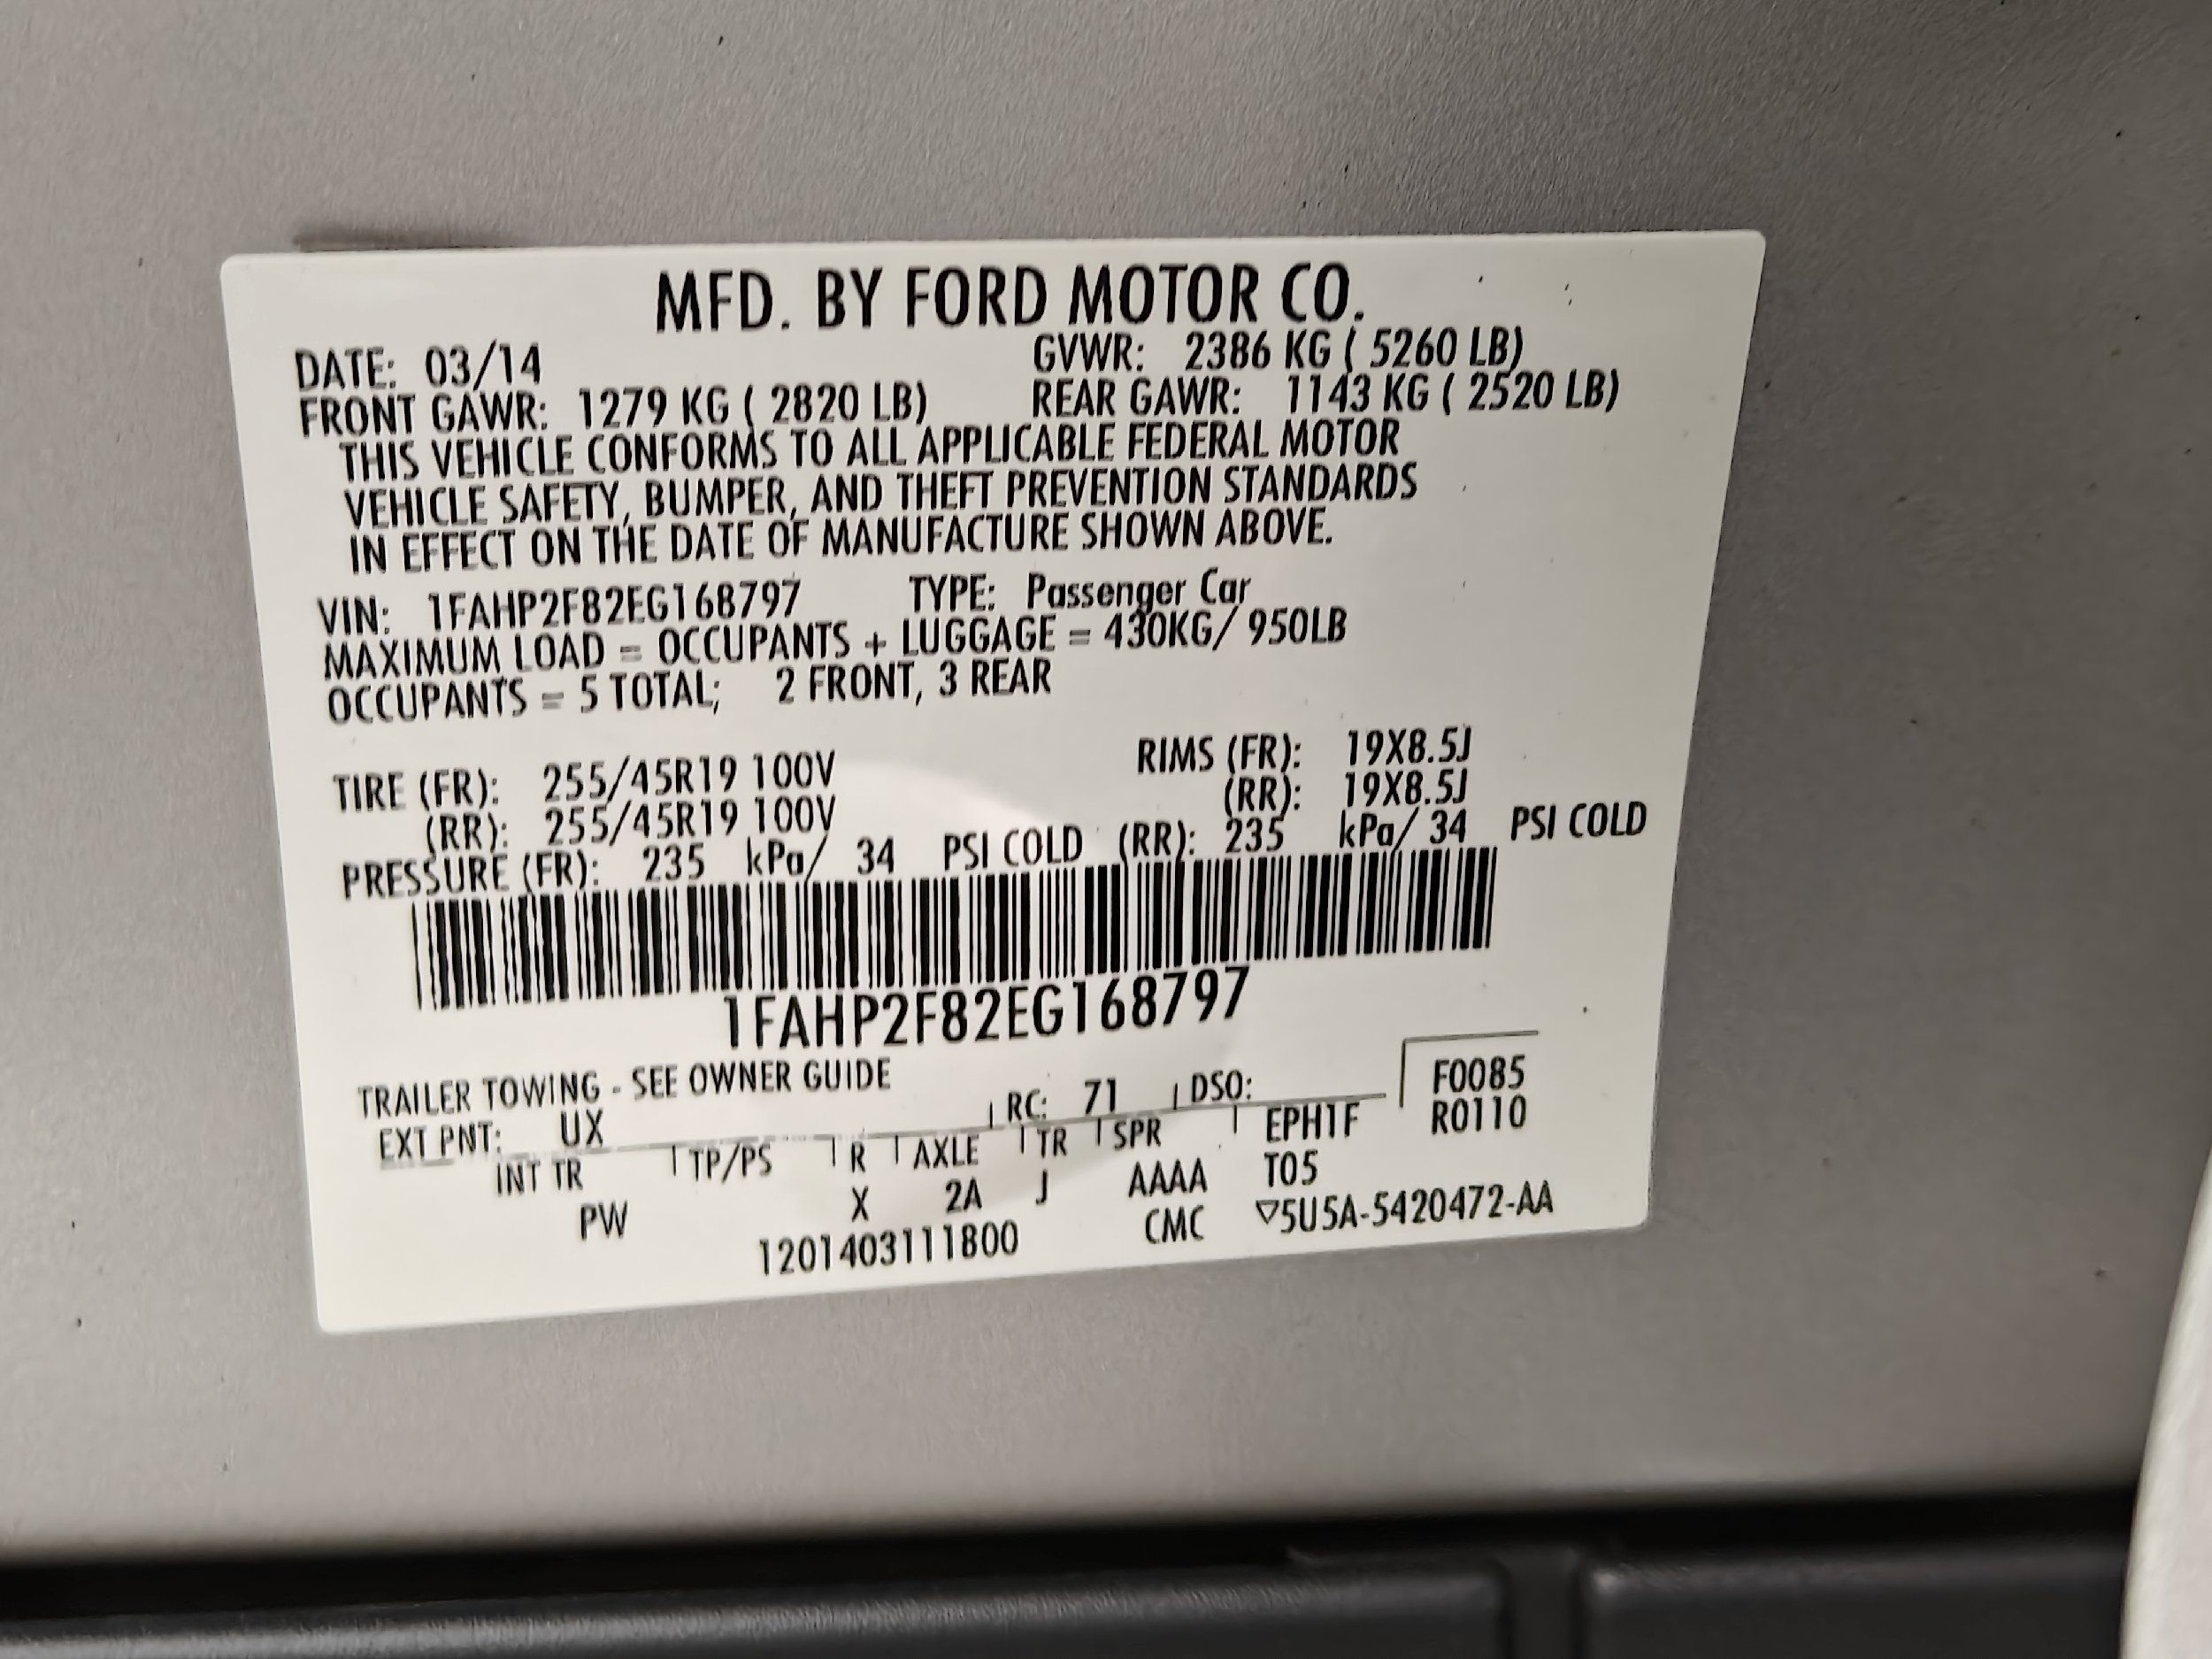 MFD. BY FORD MOTOR CO.
DATE: 03/14 GVWR: 2386 KG ( 5260 LB)
FRONT GAWR: 1279 KG ( 2820 LB) REAR GAWR: 1143 KG ( 2520 LB)
THIS VEHICLE CONFORMS TO ALL APPLICABLE FEDERAL MOTOR
VEHICLE SAFETY, BUMPER, AND THEFT PREVENTION STANDARDS
IN EFFECT ON THE DATE OF MANUFACTURE SHOWN ABOVE.
VIN: 1FAHP2F82EG168797 TYPE: Passenger Car
MAXIMUM LOAD = OCCUPANTS + LUGGAGE = 430KG/ 950LB
OCCUPANTS = 5 TOTAL; 2 FRONT, 3 REAR
TIRE (FR): 255/45R19 100V RIMS (FR): 19X8.5J
(RR): 255/45R19 100V (RR): 19X8.5J
PRESSURE (FR): 235 kPa/ 34 PSI COLD (RR): 235 kPa/ 34 PSI COLD
1FAHP2F82EG168797
TRAILER TOWING - SEE OWNER GUIDE
EXT PNT: UX RC: 71 DSO: F0085
INT TR TP/PS R AXLE TR SPR EPH1F R0110
PW X 2A J AAAA T05
1201403111800 CMC ▽5U5A-5420472-AA